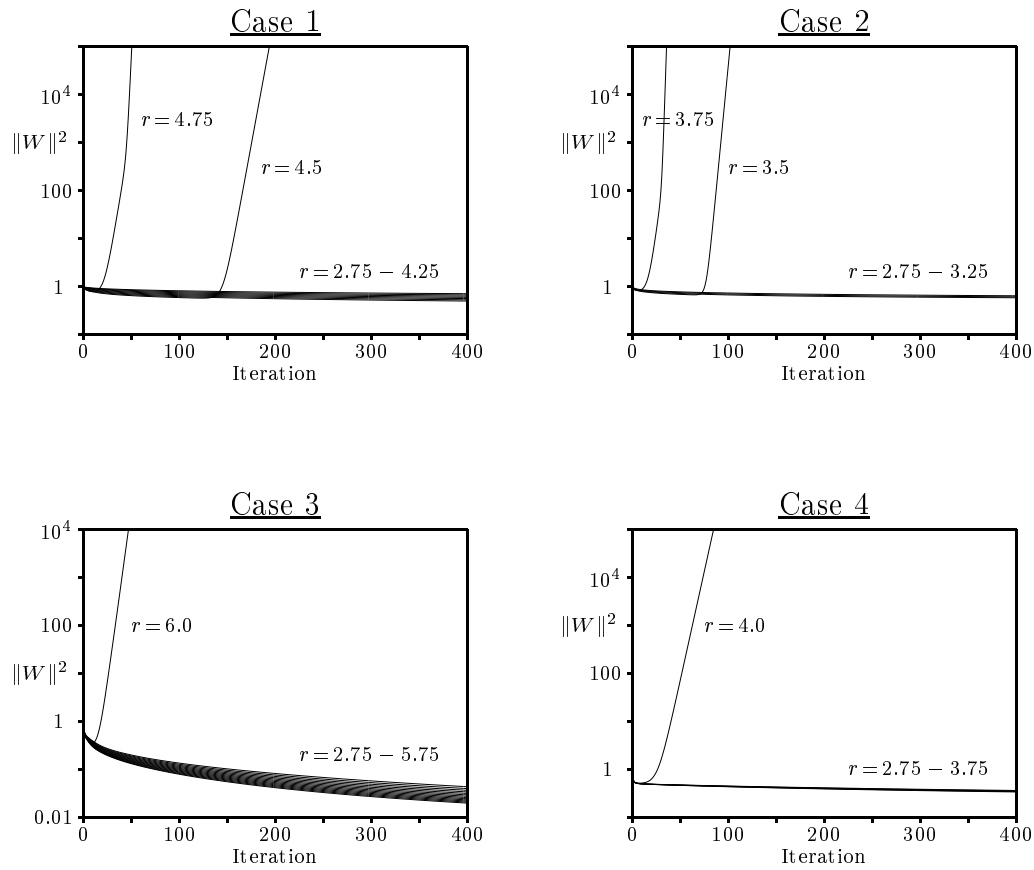 Case 1
10^4
‖W‖^2
100
1
r = 4.75
r = 4.5
r = 2.75 − 4.25
0 100 200 300 400
Iteration
Case 2
10^4
‖W‖^2
100
1
r = 3.75
r = 3.5
r = 2.75 − 3.25
0 100 200 300 400
Iteration
Case 3
10^4
100
‖W‖^2
1
0.01
r = 6.0
r = 2.75 − 5.75
0 100 200 300 400
Iteration
Case 4
10^4
‖W‖^2
100
1
r = 4.0
r = 2.75 − 3.75
0 100 200 300 400
Iteration